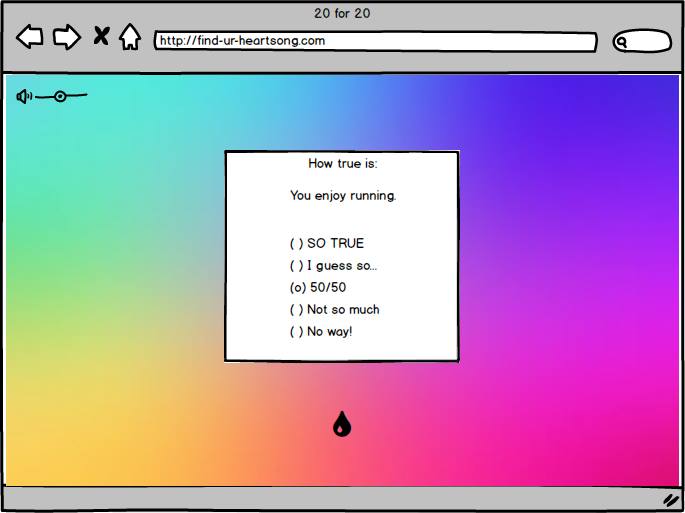 20 for 20
http://find-ur-heartsong.com
How true is:
You enjoy running.
( ) SO TRUE
( ) I guess so...
(o) 50/50
( ) Not so much
( ) No way!